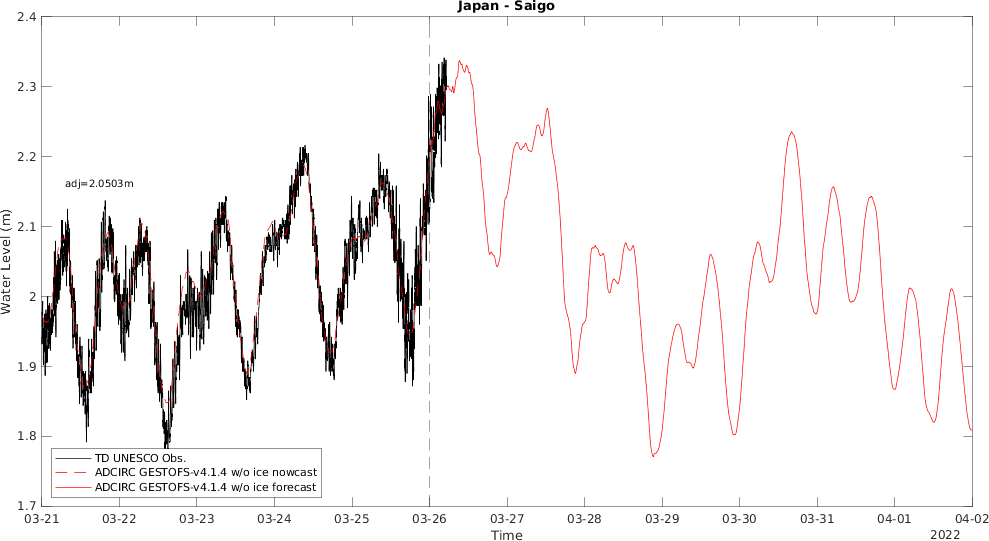 Japan - Saigo
2.4
2.3
2.2
2.1
2
1.9
1.8
1.7
Water Level (m)
adj=2.0503m
TD UNESCO Obs.
ADCIRC GESTOFS-v4.1.4 w/o ice nowcast
ADCIRC GESTOFS-v4.1.4 w/o ice forecast
03-21 03-22 03-23 03-24 03-25 03-26 03-27 03-28 03-29 03-30 03-31 04-01 04-02
Time
2022